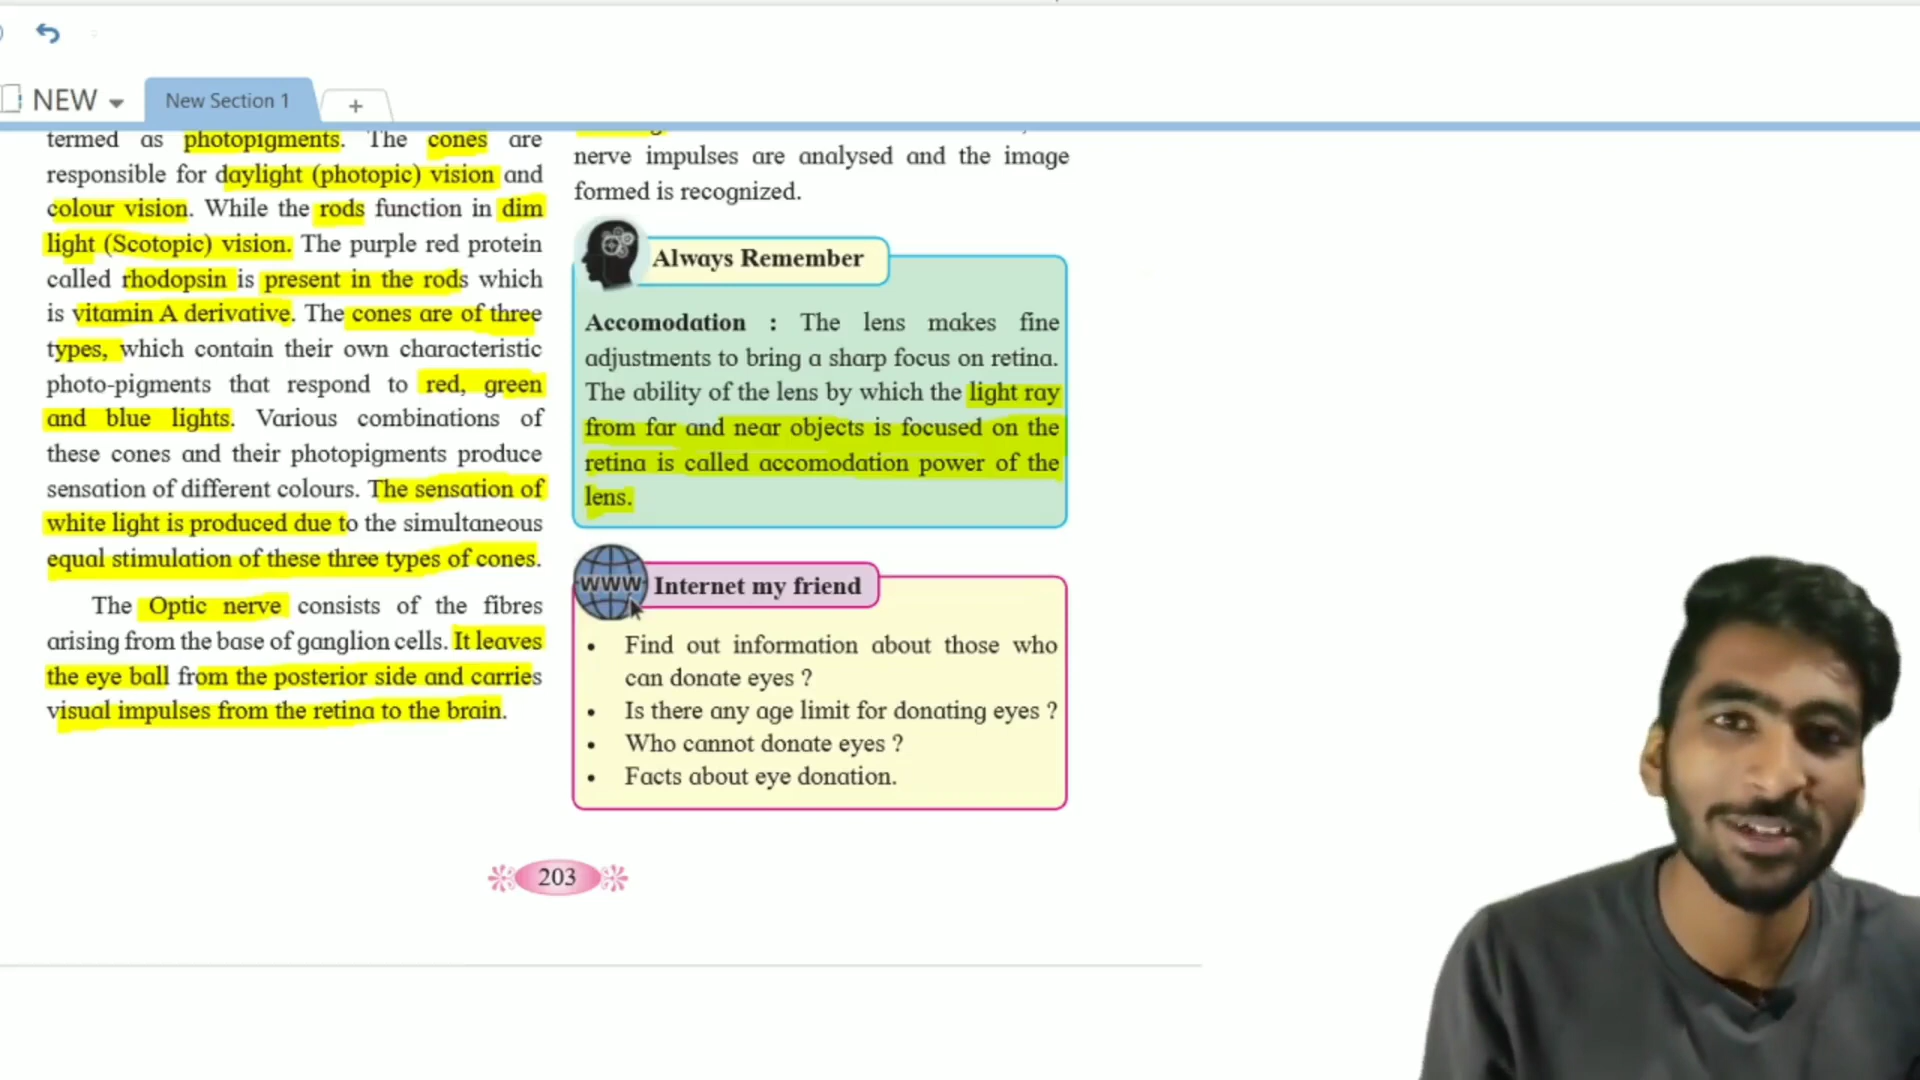 NEW
New Section 1
+
termed as photopigments. The cones are
responsible for daylight (photopic) vision and
colour vision. While the rods function in dim
light (Scotopic) vision. The purple red protein
called rhodopsin is present in the rods which
is vitamin A derivative. The cones are of three
types, which contain their own characteristic
photo-pigments that respond to red, green
and blue lights. Various combinations of
these cones and their photopigments produce
sensation of different colours. The sensation of
white light is produced due to the simultaneous
equal stimulation of these three types of cones.
The Optic nerve consists of the fibres
arising from the base of ganglion cells. It leaves
the eye ball from the posterior side and carries
visual impulses from the retina to the brain.
nerve impulses are analysed and the image
formed is recognized.
Always Remember
Accomodation : The lens makes fine
adjustments to bring a sharp focus on retina.
The ability of the lens by which the light ray
from far and near objects is focused on the
retina is called accomodation power of the
lens.
www
Internet my friend
• Find out information about those who
can donate eyes ?
• Is there any age limit for donating eyes ?
• Who cannot donate eyes ?
• Facts about eye donation.
203